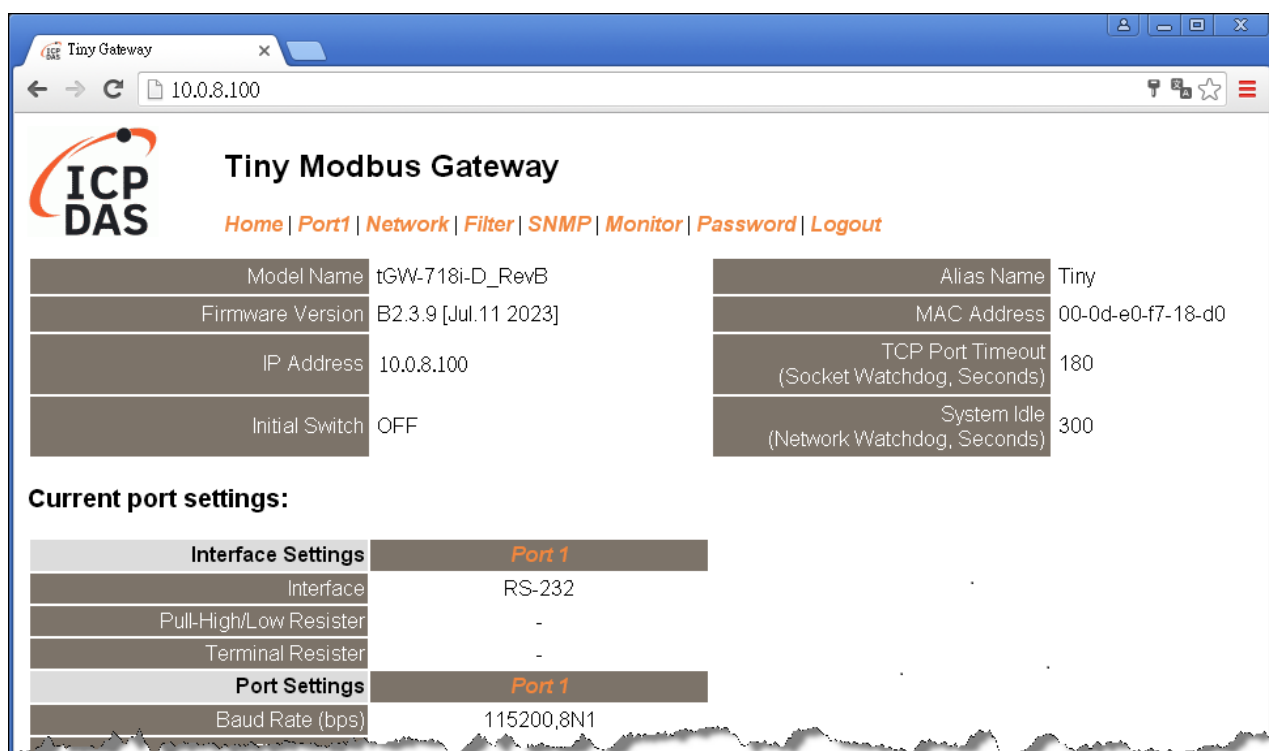 Tiny Gateway
10.0.8.100
ICP
DAS
Tiny Modbus Gateway
Home | Port1 | Network | Filter | SNMP | Monitor | Password | Logout
Model Name tGW-718i-D_RevB Alias Name Tiny
Firmware Version B2.3.9 [Jul.11 2023] MAC Address 00-0d-e0-f7-18-d0
IP Address 10.0.8.100 TCP Port Timeout
(Socket Watchdog, Seconds) 180
Initial Switch OFF System Idle
(Network Watchdog, Seconds) 300
Current port settings:
Interface Settings Port 1
Interface RS-232
Pull-High/Low Resister -
Terminal Resister -
Port Settings Port 1
Baud Rate (bps) 115200,8N1